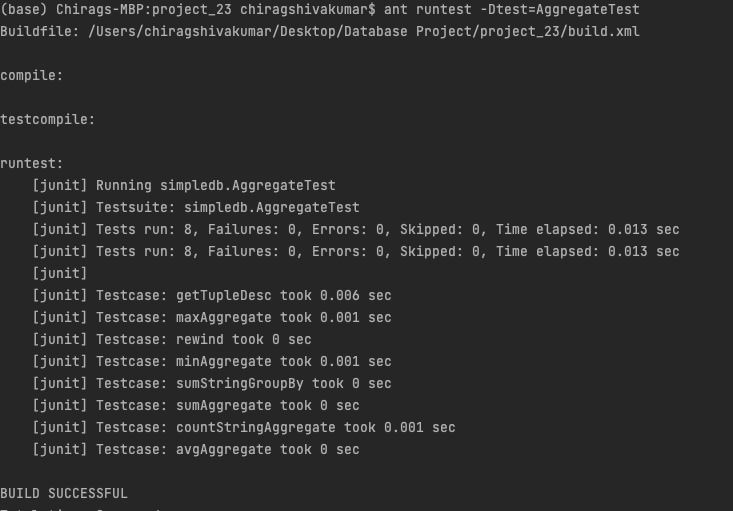 (base) Chirags-MBP:project_23 chiragshivakumar$ ant runtest -Dtest=AggregateTest
Buildfile: /Users/chiragshivakumar/Desktop/Database Project/project_23/build.xml
compile:
testcompile:
runtest:
[junit] Running simpledb.AggregateTest
[junit] Testsuite: simpledb.AggregateTest
[junit] Tests run: 8, Failures: 0, Errors: 0, Skipped: 0, Time elapsed: 0.013 sec
[junit] Tests run: 8, Failures: 0, Errors: 0, Skipped: 0, Time elapsed: 0.013 sec
[junit]
[junit] Testcase: getTupleDesc took 0.006 sec
[junit] Testcase: maxAggregate took 0.001 sec
[junit] Testcase: rewind took 0 sec
[junit] Testcase: minAggregate took 0.001 sec
[junit] Testcase: sumStringGroupBy took 0 sec
[junit] Testcase: sumAggregate took 0 sec
[junit] Testcase: countStringAggregate took 0.001 sec
[junit] Testcase: avgAggregate took 0 sec
BUILD SUCCESSFUL